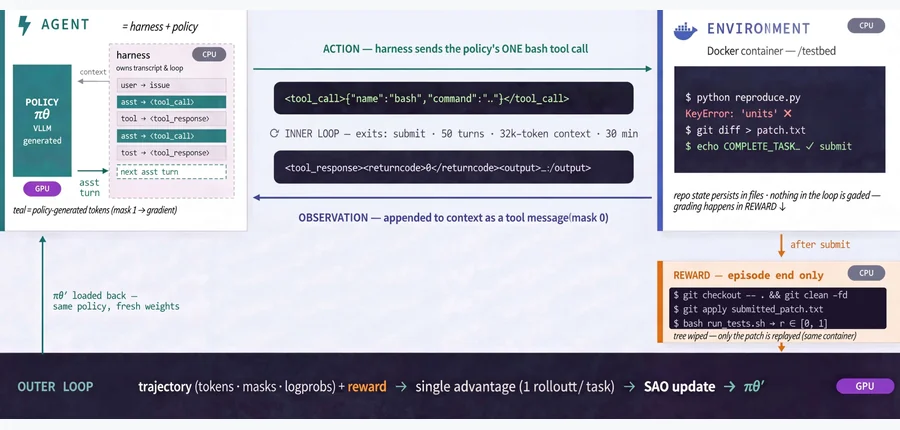 AGENT
= harness + policy
POLICY
πθ
VLLM
generated
GPU
context
harness
CPU
owns transcript & loop
user → issue
asst → ⟨tool_call⟩
tool → ⟨tool_response⟩
asst → ⟨tool_call⟩
tost → ⟨tool_response⟩
next asst turn
asst
turn
teal = policy-generated tokens (mask 1 → gradient)
ACTION — harness sends the policy's ONE bash tool call
<tool_call>{"name":"bash","command":".."}</tool_call>
⟳ INNER LOOP — exits: submit · 50 turns · 32k-token context · 30 min
<tool_response><returncode>0</returncode><output>…:/output>
OBSERVATION — appended to context as a tool message(mask 0)
ENVIRONMENT
CPU
Docker container — /testbed
$ python reproduce.py
KeyError: 'units' ✗
$ git diff > patch.txt
$ echo COMPLETE_TASK… ✓ submit
repo state persists in files · nothing in the loop is gaded —
grading happens in REWARD ↓
after submit
REWARD — episode end only
CPU
$ git checkout -- . && git clean -fd
$ git apply submitted_patch.txt
$ bash run_tests.sh → r ∈ [0, 1]
tree wiped — only the patch is replayed (same container)
πθ′ loaded back —
same policy, fresh weights
OUTER LOOP
trajectory (tokens · masks · logprobs) + reward → single advantage (1 rolloutt/ task) → SAO update → πθ′
GPU